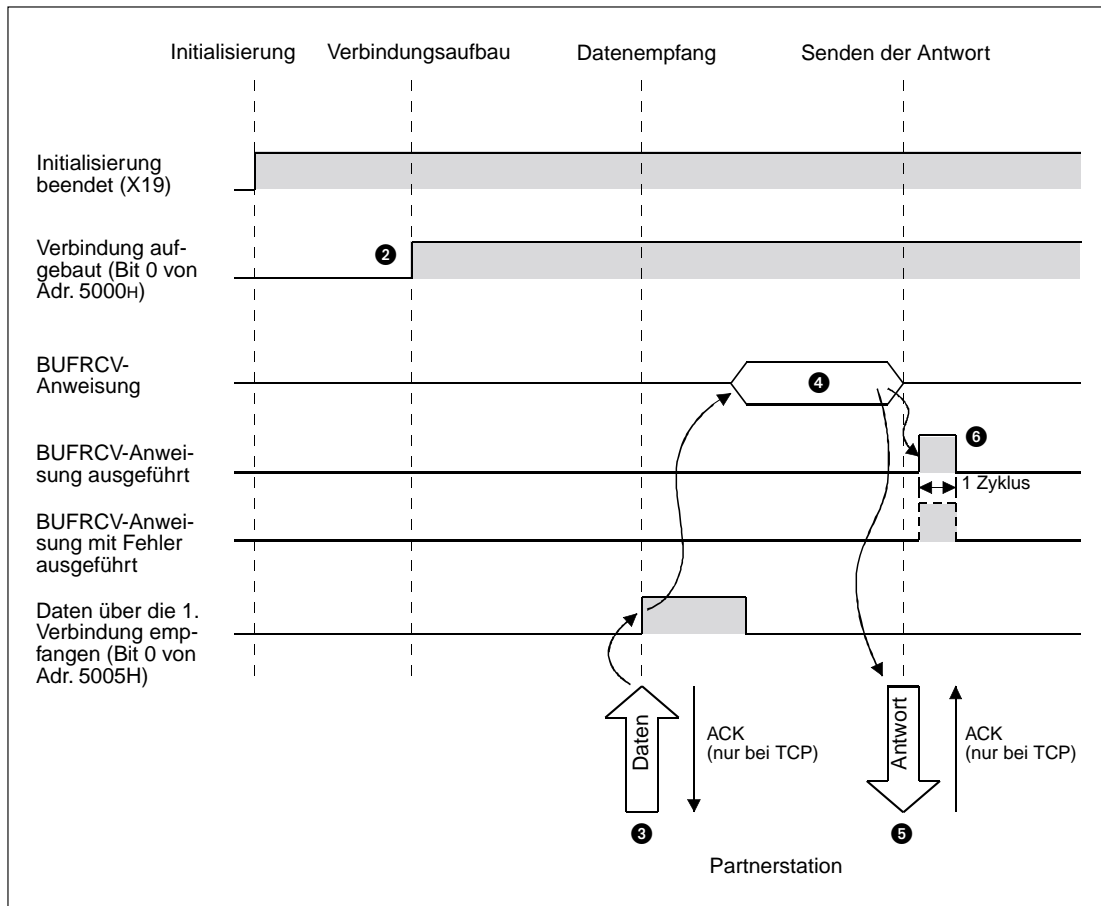 Initialisierung
Verbindungsaufbau
Datenempfang
Senden der Antwort
Initialisierung
beendet (X19)
Verbindung auf-
gebaut (Bit 0 von
Adr. 5000H)
❷
BUFRCV-
Anweisung
❹
BUFRCV-Anwei-
sung ausgeführt
❻
1 Zyklus
BUFRCV-Anwei-
sung mit Fehler
ausgeführt
Daten über die 1.
Verbindung emp-
fangen (Bit 0 von
Adr. 5005H)
Daten
ACK
(nur bei TCP)
Antwort
ACK
(nur bei TCP)
❸
❺
Partnerstation